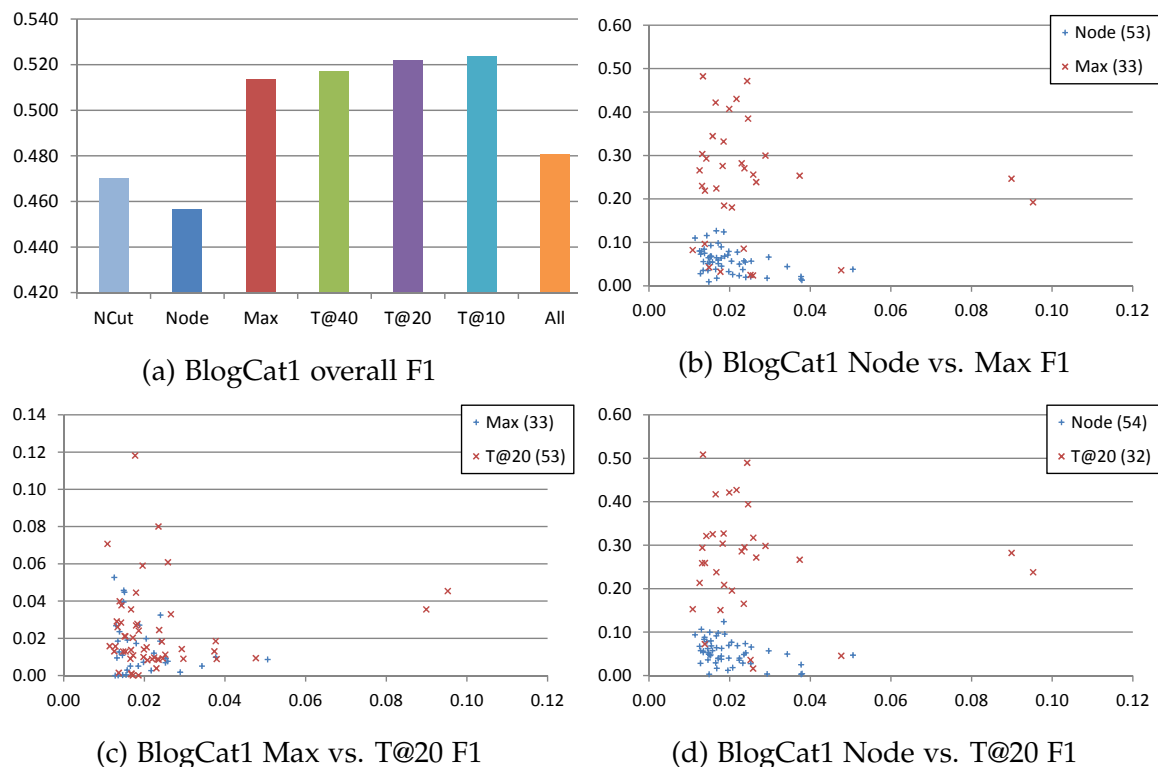 0.540
0.520
0.500
0.480
0.460
0.440
0.420
NCut Node Max T@40 T@20 T@10 All
(a) BlogCat1 overall F1
0.60
0.50
0.40
0.30
0.20
0.10
0.00
0.00 0.02 0.04 0.06 0.08 0.10 0.12
Node (53)
Max (33)
(b) BlogCat1 Node vs. Max F1
0.14
0.12
0.10
0.08
0.06
0.04
0.02
0.00
0.00 0.02 0.04 0.06 0.08 0.10 0.12
Max (33)
T@20 (53)
(c) BlogCat1 Max vs. T@20 F1
0.60
0.50
0.40
0.30
0.20
0.10
0.00
0.00 0.02 0.04 0.06 0.08 0.10 0.12
Node (54)
T@20 (32)
(d) BlogCat1 Node vs. T@20 F1